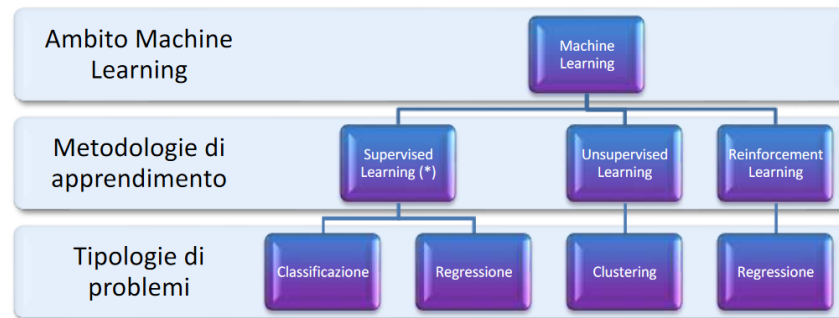 Ambito Machine
Learning
Machine
Learning
Metodologie di
apprendimento
Supervised
Learning (*)
Unsupervised
Learning
Reinforcement
Learning
Tipologie di
problemi
Classificazione
Regressione
Clustering
Regressione